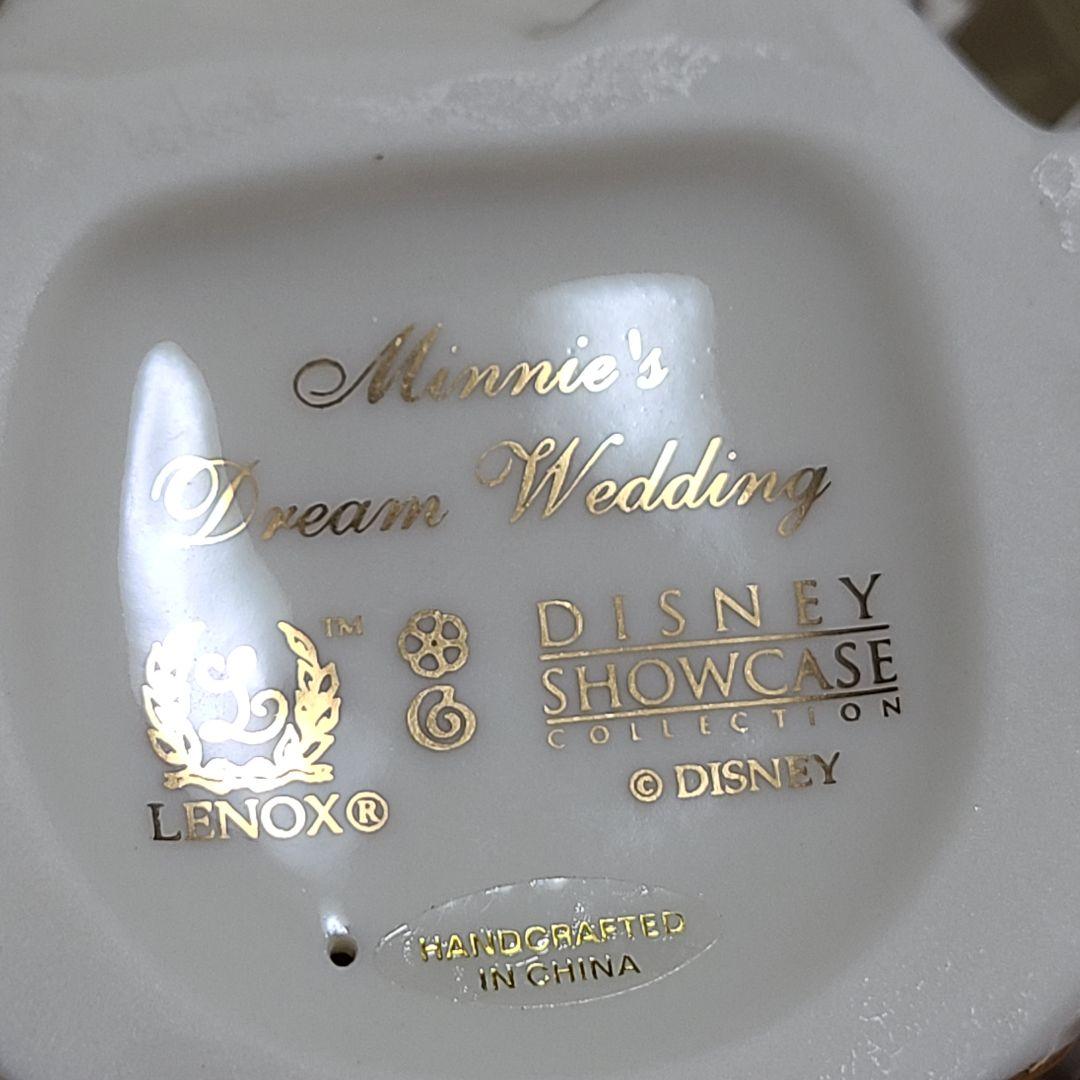 Minnie's
Dream Wedding
L
TM
LENOX®
DISNEY
SHOWCASE
COLLECTION
© DISNEY
HANDCRAFTED
IN CHINA